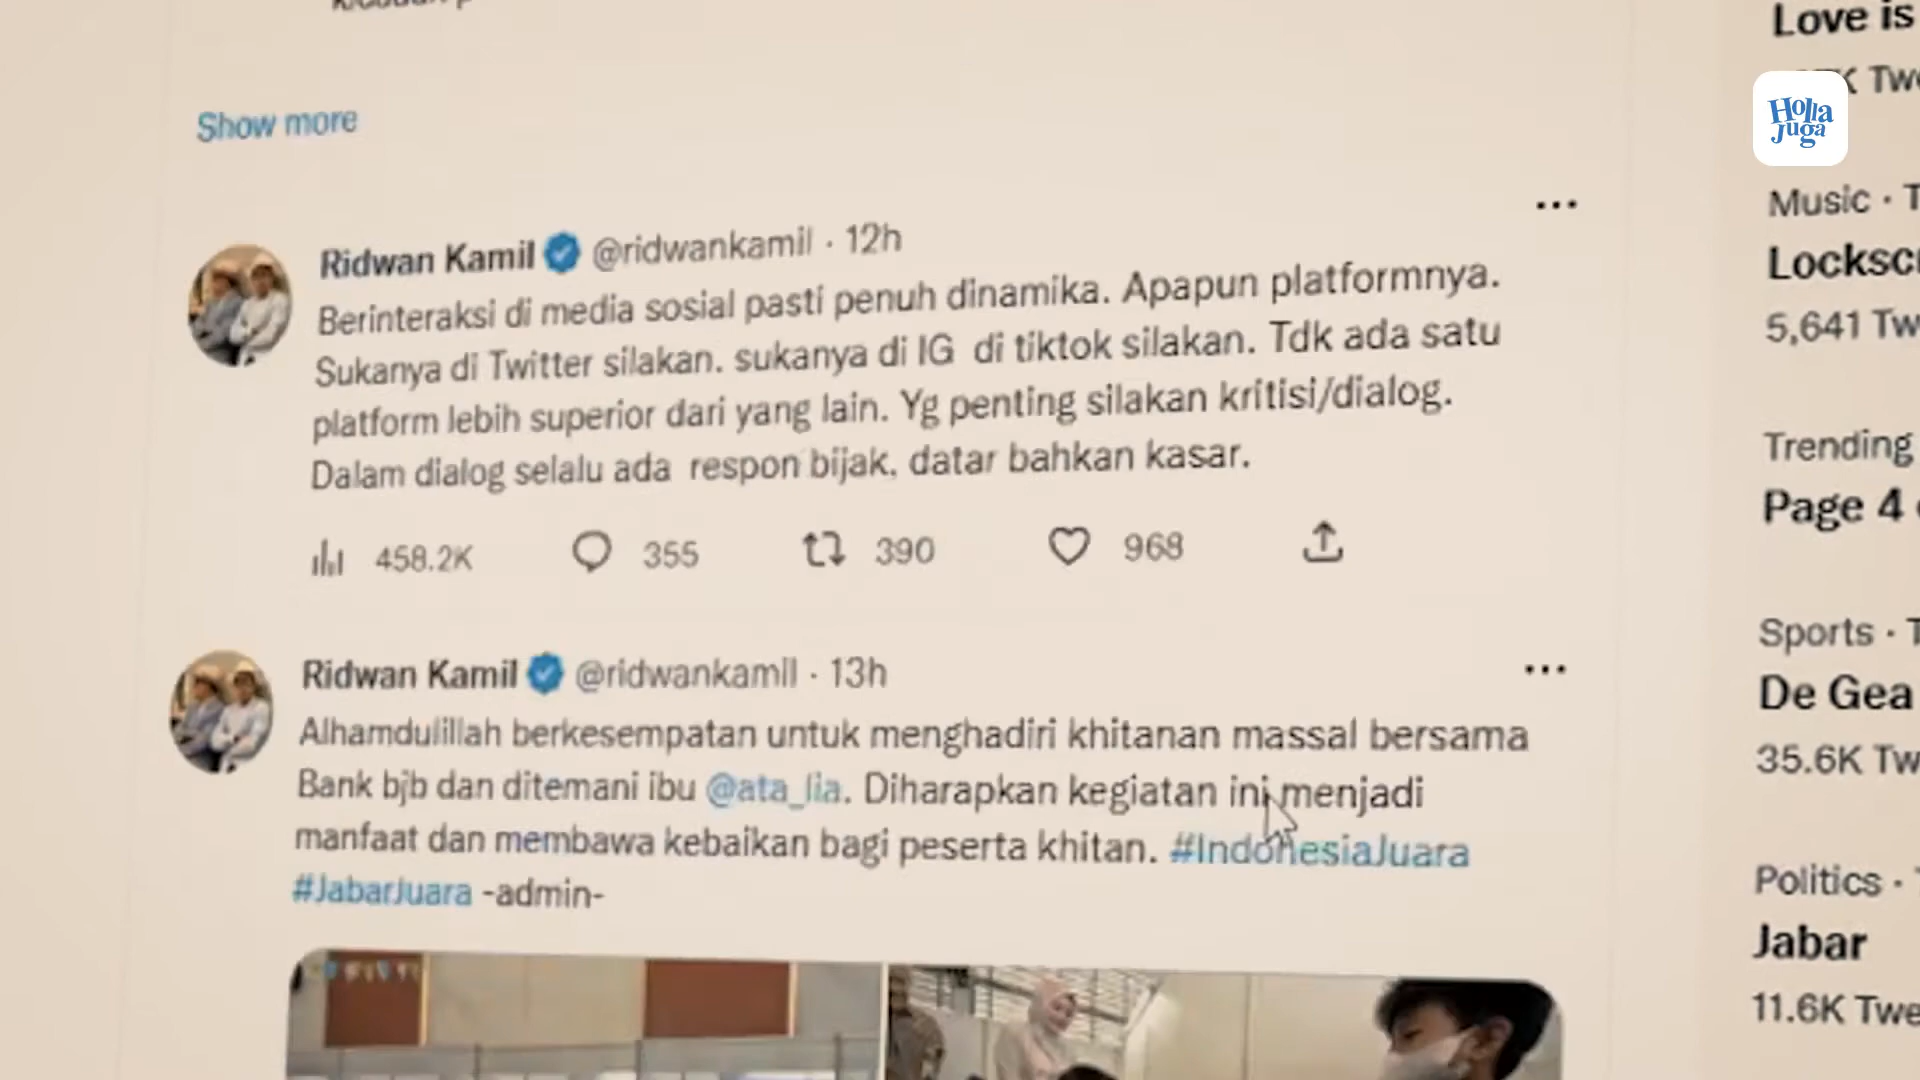 Show more
Ridwan Kamil @ridwankamil · 12h
Berinteraksi di media sosial pasti penuh dinamika. Apapun platformnya.
Sukanya di Twitter silakan. sukanya di IG di tiktok silakan. Tdk ada satu
platform lebih superior dari yang lain. Yg penting silakan kritisi/dialog.
Dalam dialog selalu ada respon bijak. datar bahkan kasar.
458.2K 355 390 968
Ridwan Kamil @ridwankamil · 13h
Alhamdulillah berkesempatan untuk menghadiri khitanan massal bersama
Bank bjb dan ditemani ibu @ata_lia. Diharapkan kegiatan ini menjadi
manfaat dan membawa kebaikan bagi peserta khitan. #IndonesiaJuara
#JabarJuara -admin-
Love is
Holla
Juga
Music ·
5,641
Trending
Page 4
Sports ·
De Gea
35.6K
Politics ·
Jabar
11.6K